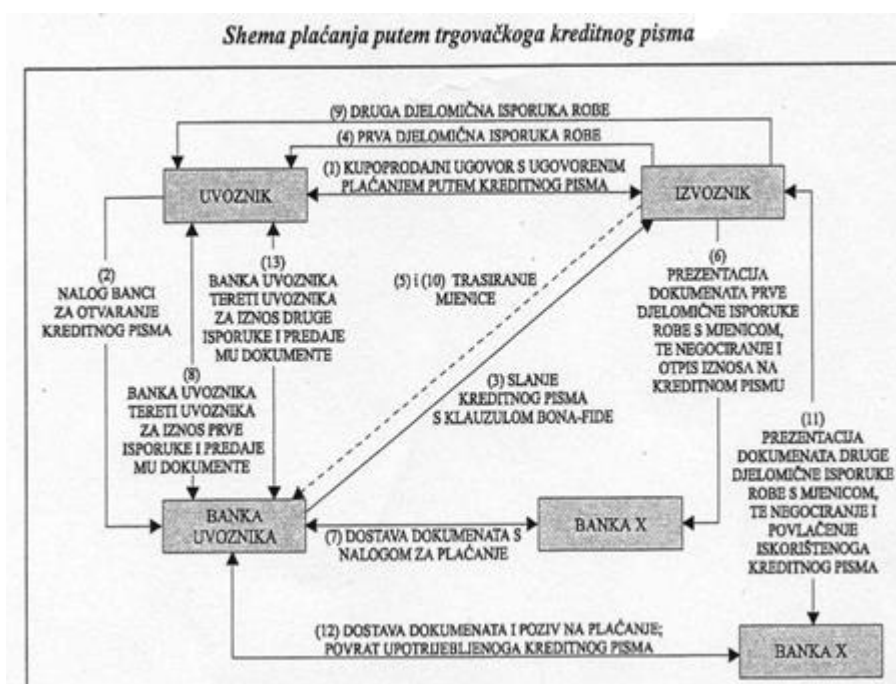 Shema plaćanja putem trgovačkoga kreditnog pisma
(9) DRUGA DJELOMIČNA ISPORUKA ROBE
(4) PRVA DJELOMIČNA ISPORUKA ROBE
(1) KUPOPRODAJNI UGOVOR S UGOVORENIM
PLAĆANJEM PUTEM KREDITNOG PISMA
UVOZNIK
IZVOZNIK
(2)
NALOG BANCI
ZA OTVARANJE
KREDITNOG PISMA
(13)
BANKA UVOZNIKA
TERETI UVOZNIKA
ZA IZNOS DRUGE
ISPORUKE I PREDAJE
MU DOKUMENTE
(5) i (10) TRASIRANJE
MJENICE
(6)
PREZENTACIJA
DOKUMENATA PRVE
DJELOMIČNE ISPORUKE
ROBE S MJENICOM,
TE NEGOCIRANJE I
OTPIS IZNOSA NA
KREDITNOM PISMU
(8)
BANKA UVOZNIKA
TERETI UVOZNIKA
ZA IZNOS PRVE
ISPORUKE I PREDAJE
MU DOKUMENTE
(3) SLANJE
KREDITNOG PISMA
S KLAUZULOM BONA-FIDE
(11)
PREZENTACIJA
DOKUMENATA DRUGE
DJELOMIČNE ISPORUKE
ROBE S MJENICOM,
TE NEGOCIRANJE I
POVLAČENJE
ISKORIŠTENOGA
KREDITNOG PISMA
BANKA
UVOZNIKA
(7) DOSTAVA DOKUMENATA S
NALOGOM ZA PLAĆANJE
BANKA X
(12) DOSTAVA DOKUMENATA I POZIV NA PLAĆANJE;
POVRAT UPOTRIJEBLJENOGA KREDITNOG PISMA
BANKA X